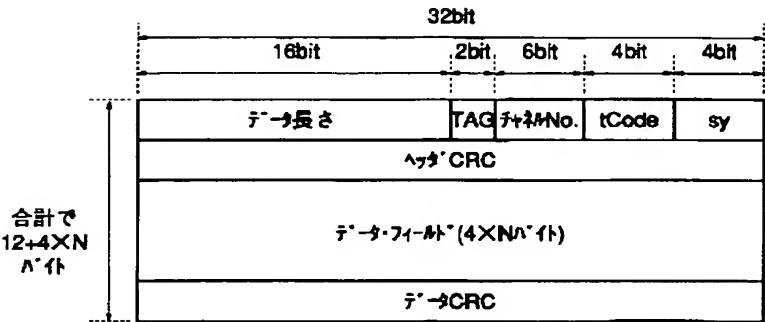 32bit
16bit 2bit 6bit 4bit 4bit
データ長さ TAG チャネルNo. tCode sy
ヘッダCRC
データ・フィールド(4×Nバイト)
合計で
12+4×N
バイト
データCRC